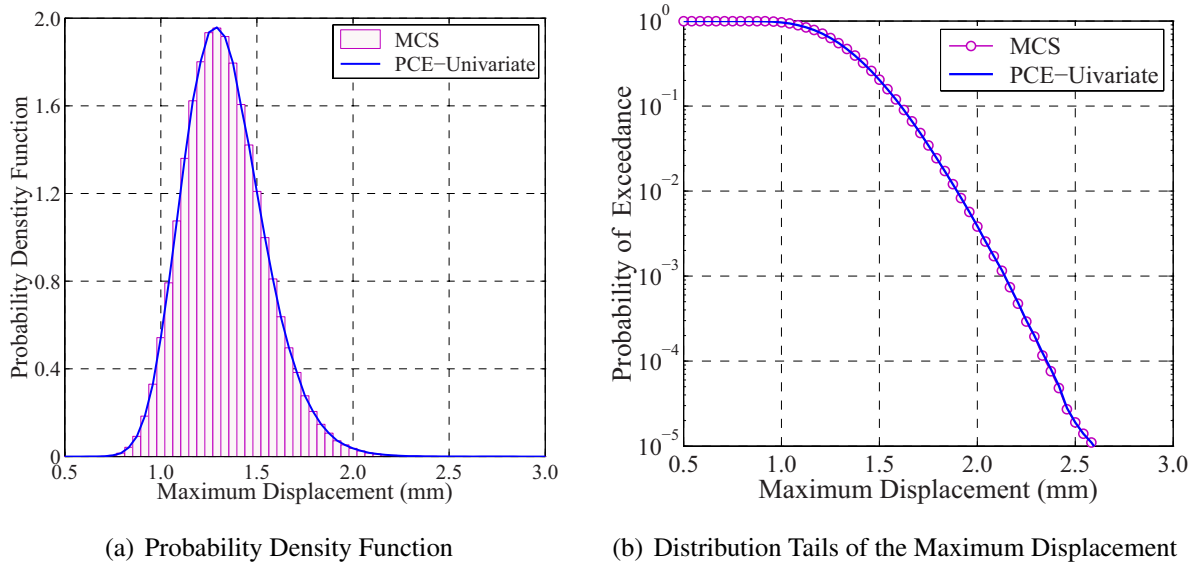 2.0
1.6
1.2
0.8
0.4
0
Probability Denstity Function
MCS
PCE−Univariate
0.5 1.0 1.5 2.0 2.5 3.0
Maximum Displacement (mm)
(a) Probability Density Function
10^0
10^−1
10^−2
10^−3
10^−4
10^−5
Probability of Exceedance
MCS
PCE−Uivariate
0.5 1.0 1.5 2.0 2.5 3.0
Maximum Displacement (mm)
(b) Distribution Tails of the Maximum Displacement